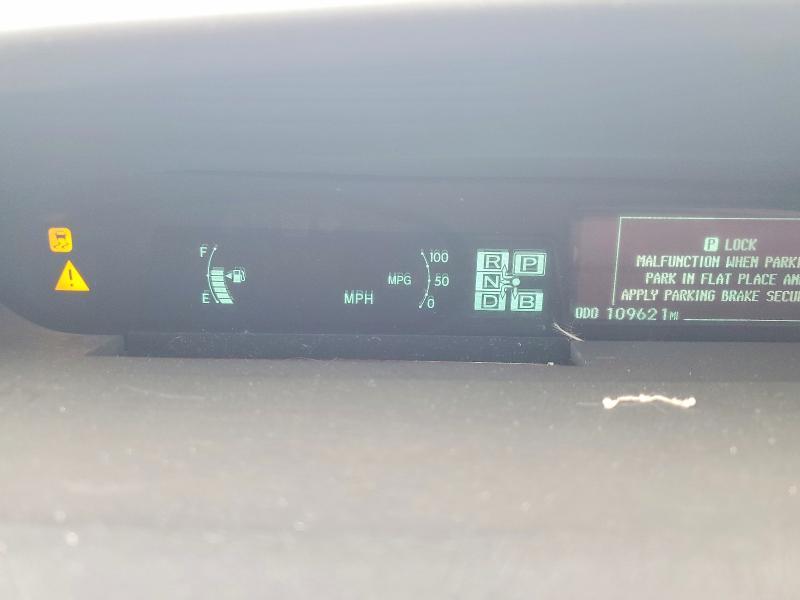 F
E
MPH
MPG
100
50
0
R P
N
D B
P LOCK
MALFUNCTION WHEN
PARK IN FLAT PLACE
APPLY PARKING BRAKE
ODO 109621 MI